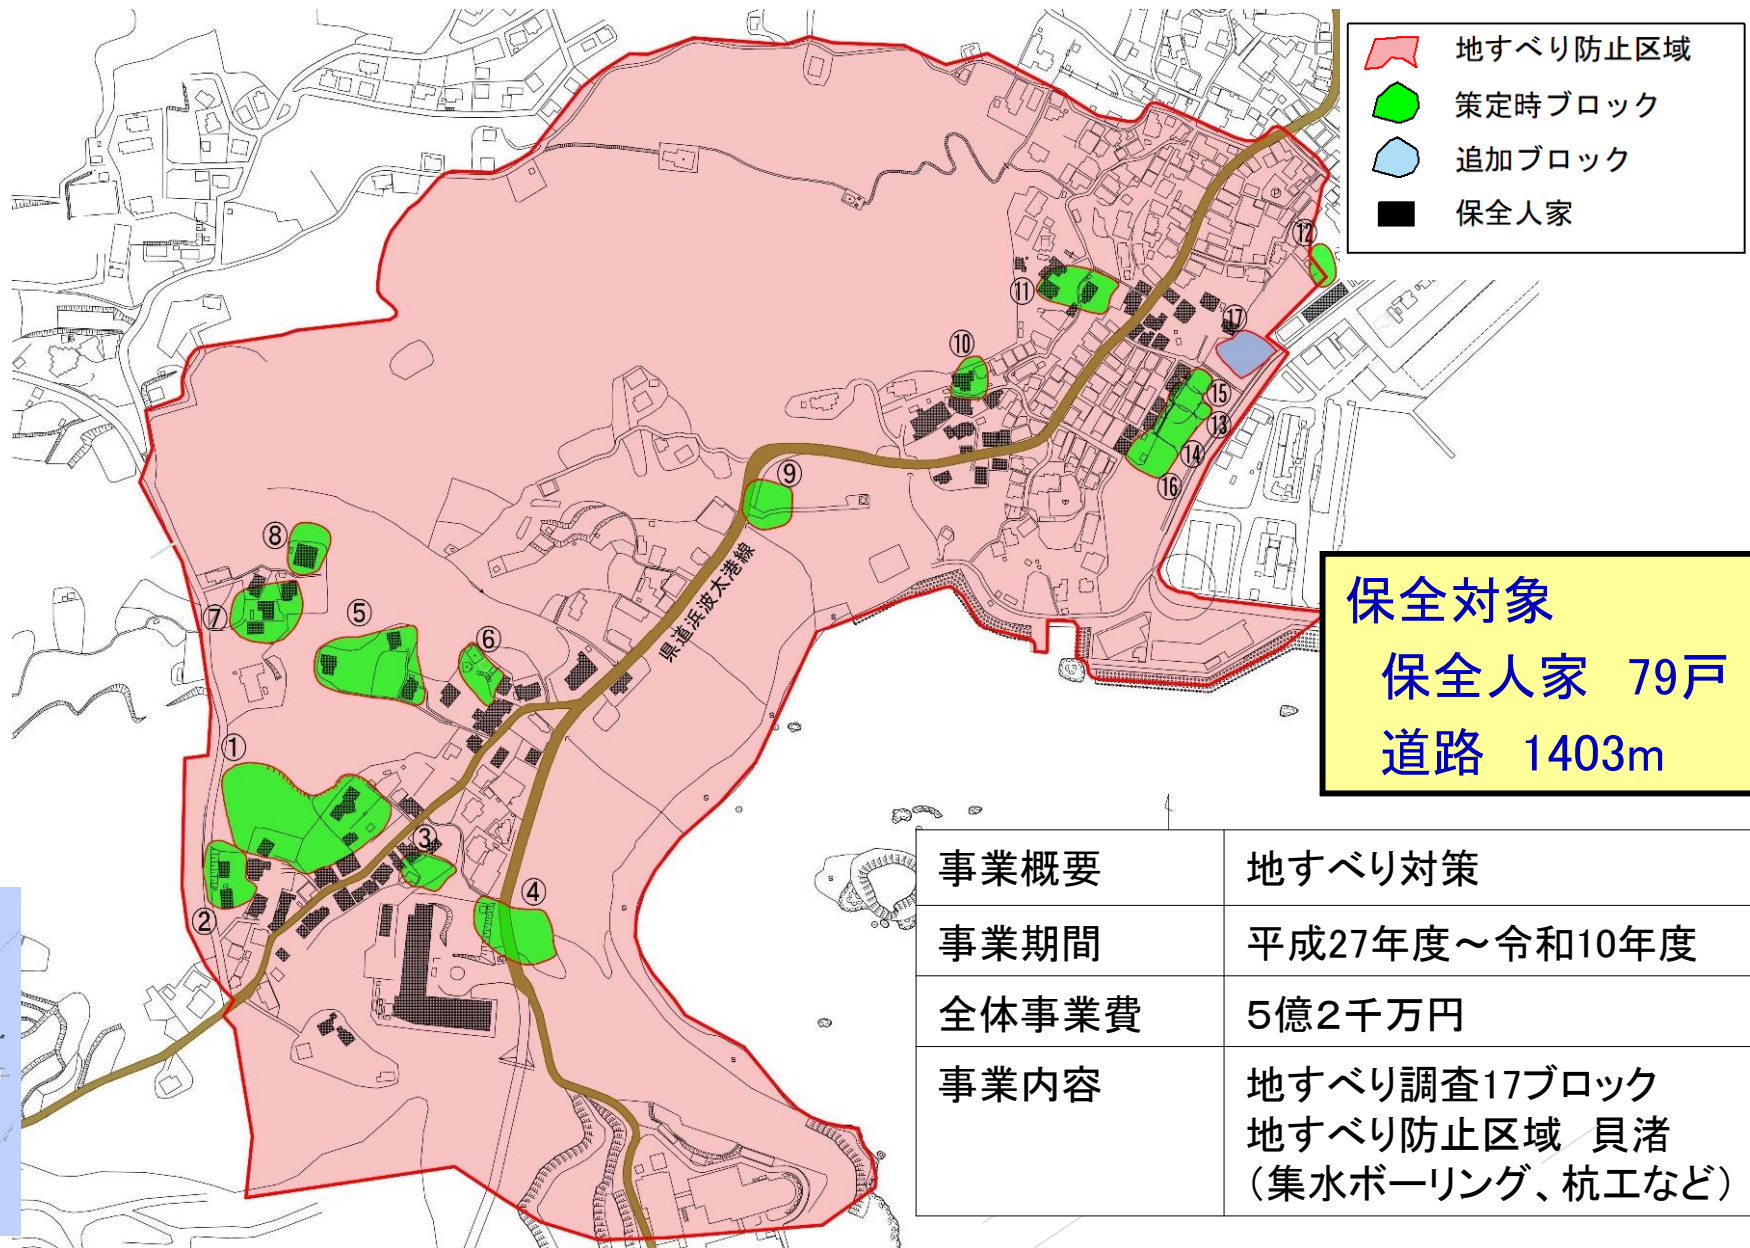 地すべり防止区域
策定時ブロック
追加ブロック
保全人家
⑫
⑪
⑰
⑩
⑮
⑬
⑭
⑯
⑨
⑧
⑦
⑤
⑥
県道浜波太港線
①
③
②
④
保全対象
保全人家 79戸
道路 1403m
事業概要 地すべり対策
事業期間 平成27年度～令和10年度
全体事業費 5億2千万円
事業内容 地すべり調査17ブロック
地すべり防止区域 貝渚
（集水ボーリング、杭工など）